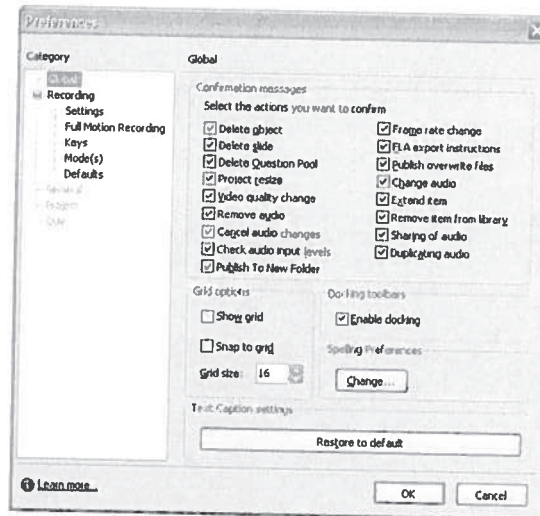 Preferences
Category
Global
Recording
Settings
Full Motion Recording
Keys
Mode(s)
Defaults
General
Project
Quiz
Global
Confirmation messages
Select the actions you want to confirm
Delete object
Delete slide
Delete Question Pool
Project resize
Video quality change
Remove audio
Cancel audio changes
Check audio input levels
Publish To New Folder
Frame rate change
FLA export instructions
Publish overwrite files
Change audio
Extend item
Remove item from library
Sharing of audio
Duplicating audio
Grid options
Show grid
Snap to grid
Grid size: 16
Docking toolbars
Enable docking
Spelling Preferences
Change...
Text Caption settings
Restore to default
Learn more...
OK
Cancel